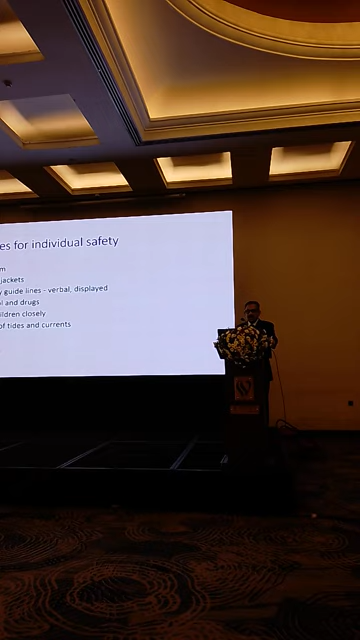 es for individual safety
m
jackets
y guide lines - verbal, displayed
l and drugs
ildren closely
of tides and currents